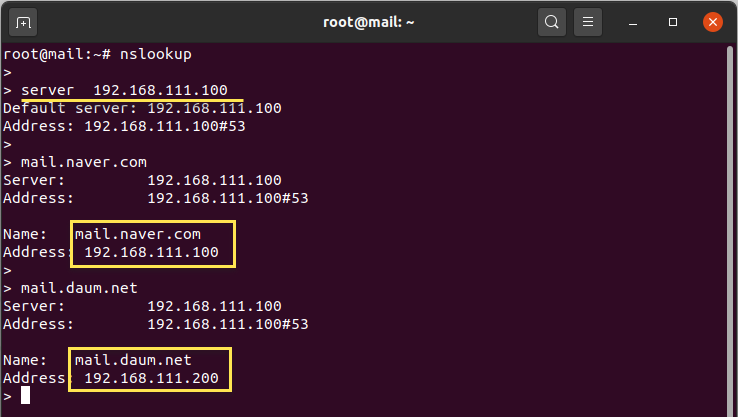 root@mail: ~
root@mail:~# nslookup
>
> server  192.168.111.100
Default server: 192.168.111.100
Address: 192.168.111.100#53
>
> mail.naver.com
Server:         192.168.111.100
Address:        192.168.111.100#53
Name:   mail.naver.com
Address: 192.168.111.100
>
> mail.daum.net
Server:         192.168.111.100
Address:        192.168.111.100#53
Name:   mail.daum.net
Address: 192.168.111.200
>